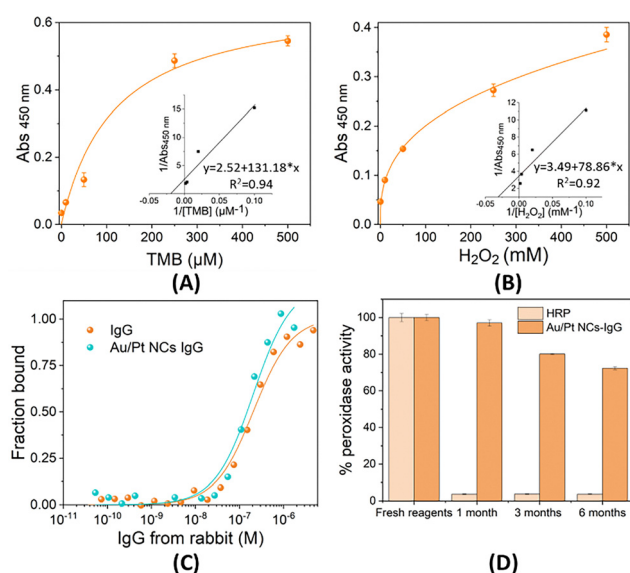 0.6
0.4
0.2
0.0
Abs 450 nm
0
100
200
300
400
500
TMB (µM)
15
10
5
0.00
0.05
0.10
1/Abs450 nm
1/[TMB] (µM-1)
y=2.52+131.18*x
R2=0.94
(A)
0.4
0.3
0.2
0.1
0.0
Abs 450 nm
0
100
200
300
400
500
H2O2 (mM)
12
10
8
6
4
2
0.00
0.05
0.10
1/Abs450 nm
1/[H2O2] (mM-1)
y=3.49+78.86*x
R2=0.92
(B)
IgG
Au/Pt NCs IgG
1.00
0.75
0.50
0.25
0.00
Fraction bound
10-11
10-10
10-9
10-8
10-7
10-6
IgG from rabbit (M)
(C)
HRP
Au/Pt NCs-IgG
120
100
80
60
40
20
0
% peroxidase activity
Fresh reagents
1 month
3 months
6 months
(D)